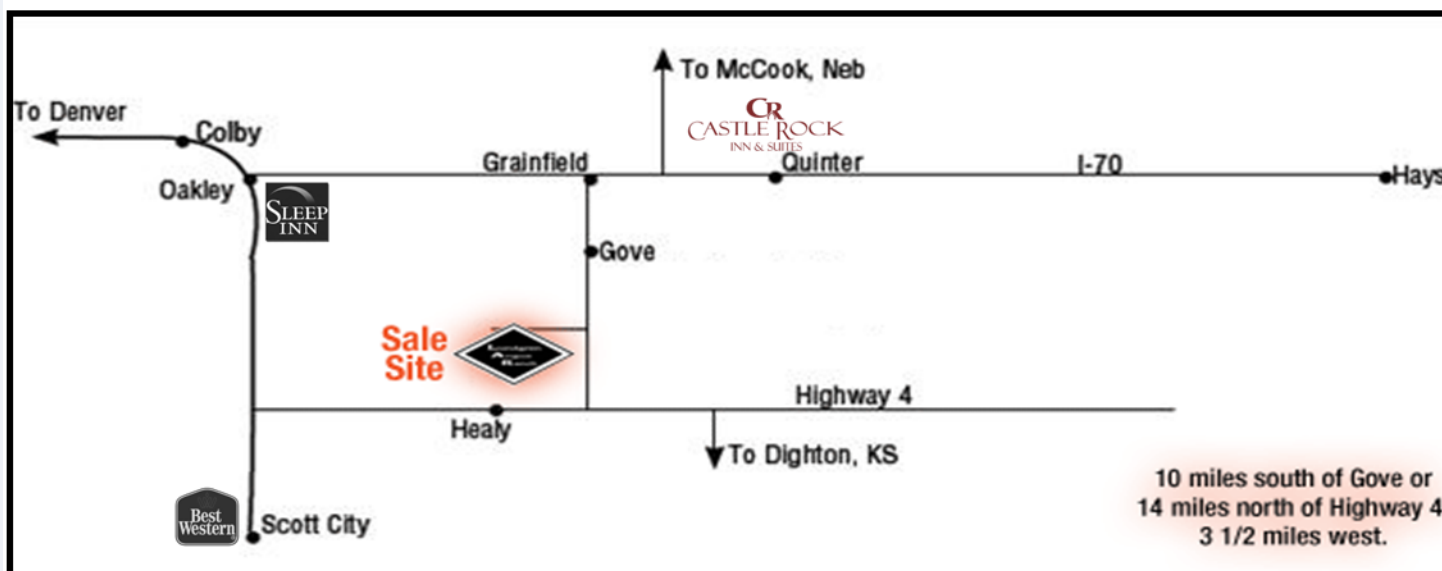 To McCook, Neb
To Denver
CR
CASTLE ROCK
INN & SUITES
Colby
Grainfield
Quinter
I-70
Hays
Oakley
SLEEP
INN
Gove
Sale
Site
Highway 4
Healy
To Dighton, KS
10 miles south of Gove or
14 miles north of Highway 4
3 1/2 miles west.
Best
Western
Scott City